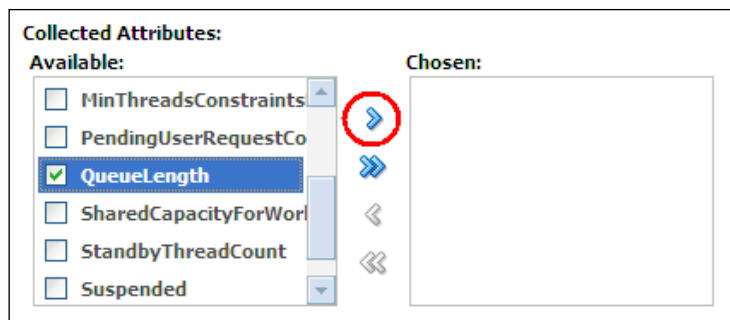 Collected Attributes:
Available:
Chosen:
MinThreadsConstraints
PendingUserRequestCo
QueueLength
SharedCapacityForWorl
StandbyThreadCount
Suspended